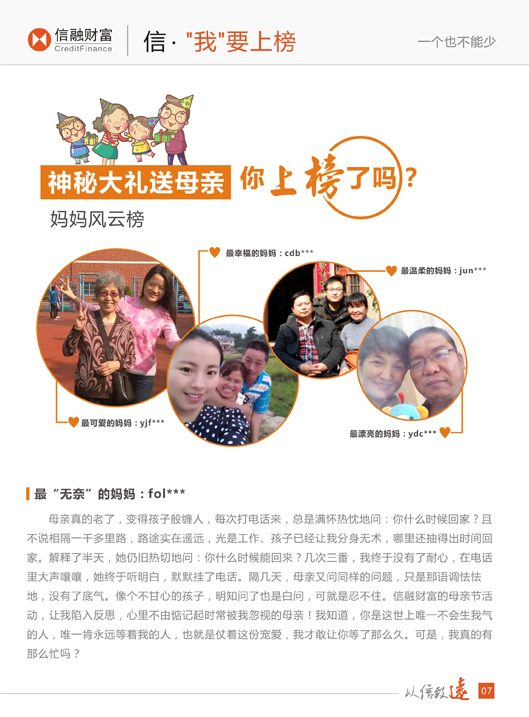 信融财富
CreditFinance
信·"我"要上榜
一个也不能少
神秘大礼送母亲 你上榜了吗?
妈妈风云榜
最幸福的妈妈:cdb***
最温柔的妈妈:jun***
最可爱的妈妈:yjf***
最漂亮的妈妈:ydc***
最“无奈”的妈妈:fol***
母亲真的老了,变得孩子般缠人,每次打电话来,总是满怀热忱地问:你什么时候回家?且
不说相隔一千多里路,路途实在遥远,光是工作、孩子已经让我分身无术,哪里还抽得出时间回
家。解释了半天,她仍旧热切地问:你什么时候能回来?几次三番,我终于没有了耐心,在电话
里大声嚷嚷,她终于听明白,默默挂了电话。隔几天,母亲又问同样的问题,只是那语调怯怯
地,没有了底气。像个不甘心的孩子,明知问了也是白问,可就是忍不住。信融财富的母亲节活
动,让我陷入反思,心里不由惦记起时常被我忽视的母亲!我知道,你是这世上唯一不会生我气
的人,唯一肯永远等着我的人,也就是仗着这份宠爱,我才敢让你等了那么久。可是,我真的有
那么忙吗?
以信致远
07